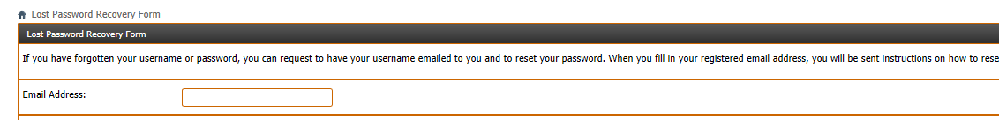 Lost Password Recovery Form
Lost Password Recovery Form
If you have forgotten your username or password, you can request to have your username emailed to you and to reset your password. When you fill in your registered email address, you will be sent instructions on how to rese
Email Address: